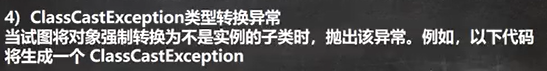 4)  ClassCastException类型转换异常
当试图将对象强制转换为不是实例的子类时，抛出该异常。例如，以下代码
将生成一个 ClassCastException